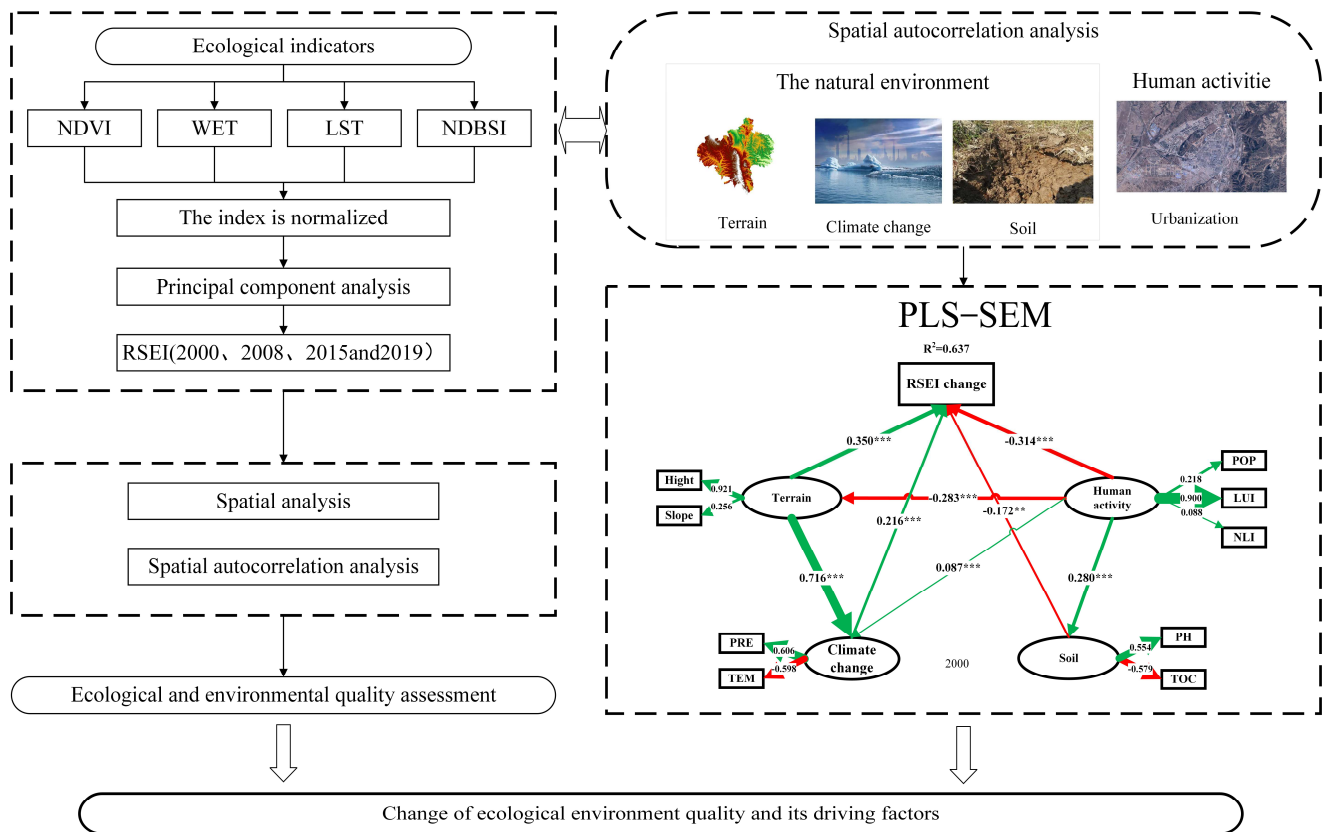 Ecological indicators
NDVI
WET
LST
NDBSI
The index is normalized
Principal component analysis
RSEI(2000、2008、2015and2019）
Spatial analysis
Spatial autocorrelation analysis
Ecological and environmental quality assessment
Spatial autocorrelation analysis
The natural environment
Human activitie
Terrain
Climate change
Soil
Urbanization
PLS-SEM
R²=0.637
RSEI change
0.350***
-0.314***
Hight
0.921
Slope
0.256
Terrain
-0.283***
Human
activity
POP
0.218
LUI
0.900
NLI
0.088
0.216***
-0.172**
0.716***
0.087***
0.280***
PRE
0.606
TEM
-0.598
Climate
change
2000
Soil
PH
0.554
TOC
-0.579
Change of ecological environment quality and its driving factors